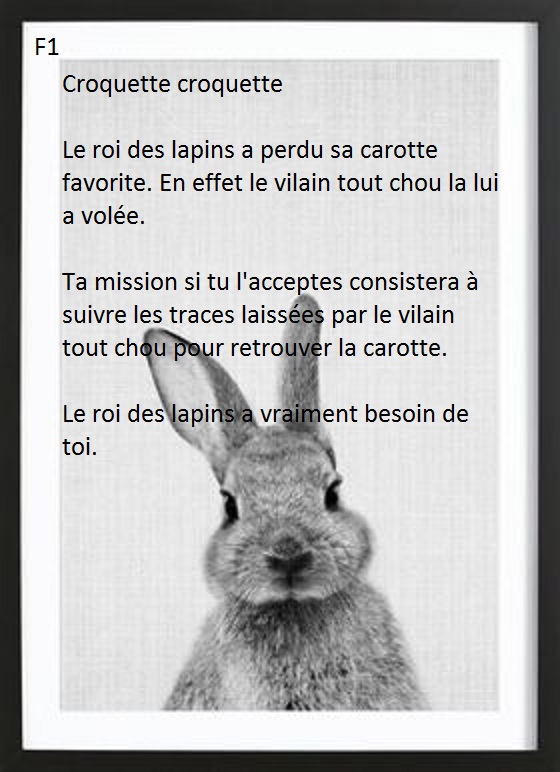 F1
Croquette croquette
Le roi des lapins a perdu sa carotte
favorite. En effet le vilain tout chou la lui
a volée.
Ta mission si tu l'acceptes consistera à
suivre les traces laissées par le vilain
tout chou pour retrouver la carotte.
Le roi des lapins a vraiment besoin de
toi.